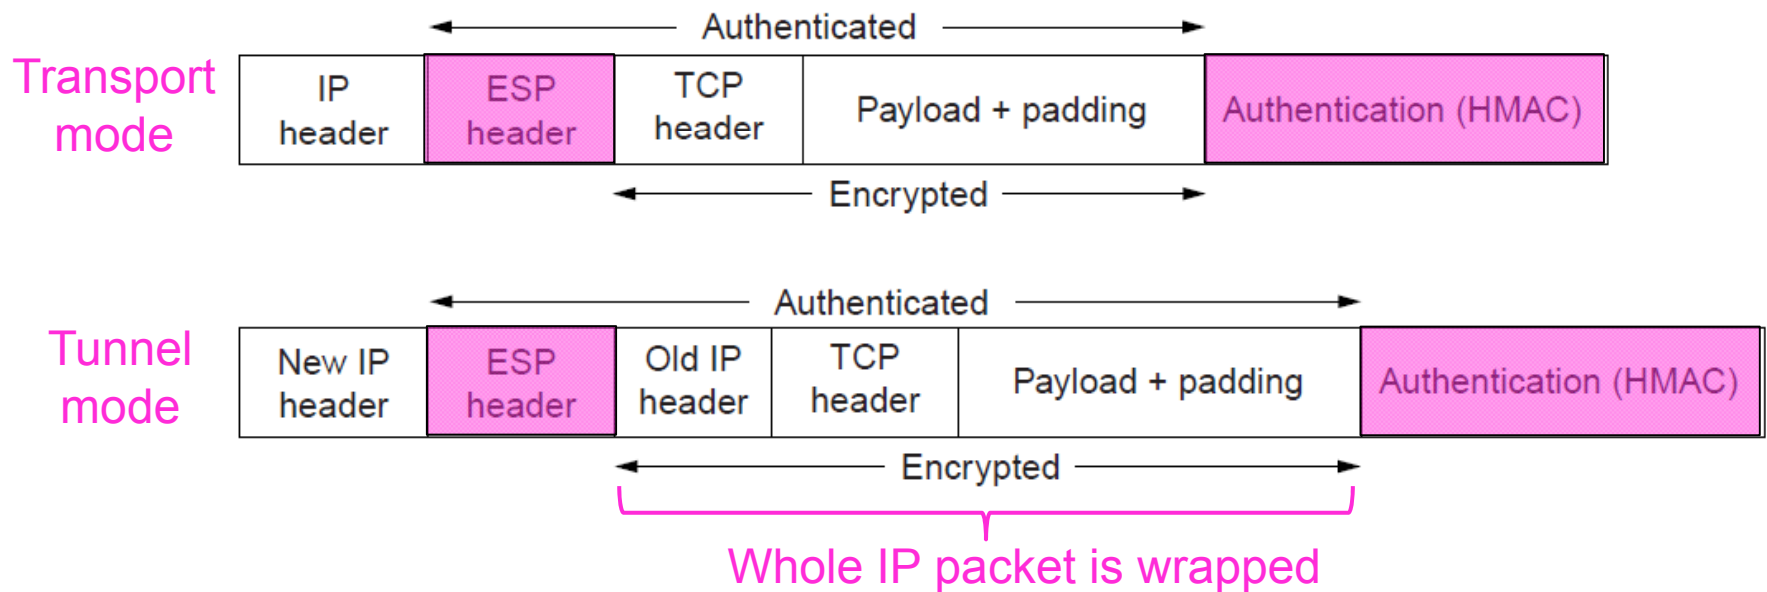 Authenticated
Transport
mode
IP
header
ESP
header
TCP
header
Payload + padding
Authentication (HMAC)
Encrypted
Authenticated
Tunnel
mode
New IP
header
ESP
header
Old IP
header
TCP
header
Payload + padding
Authentication (HMAC)
Encrypted
Whole IP packet is wrapped